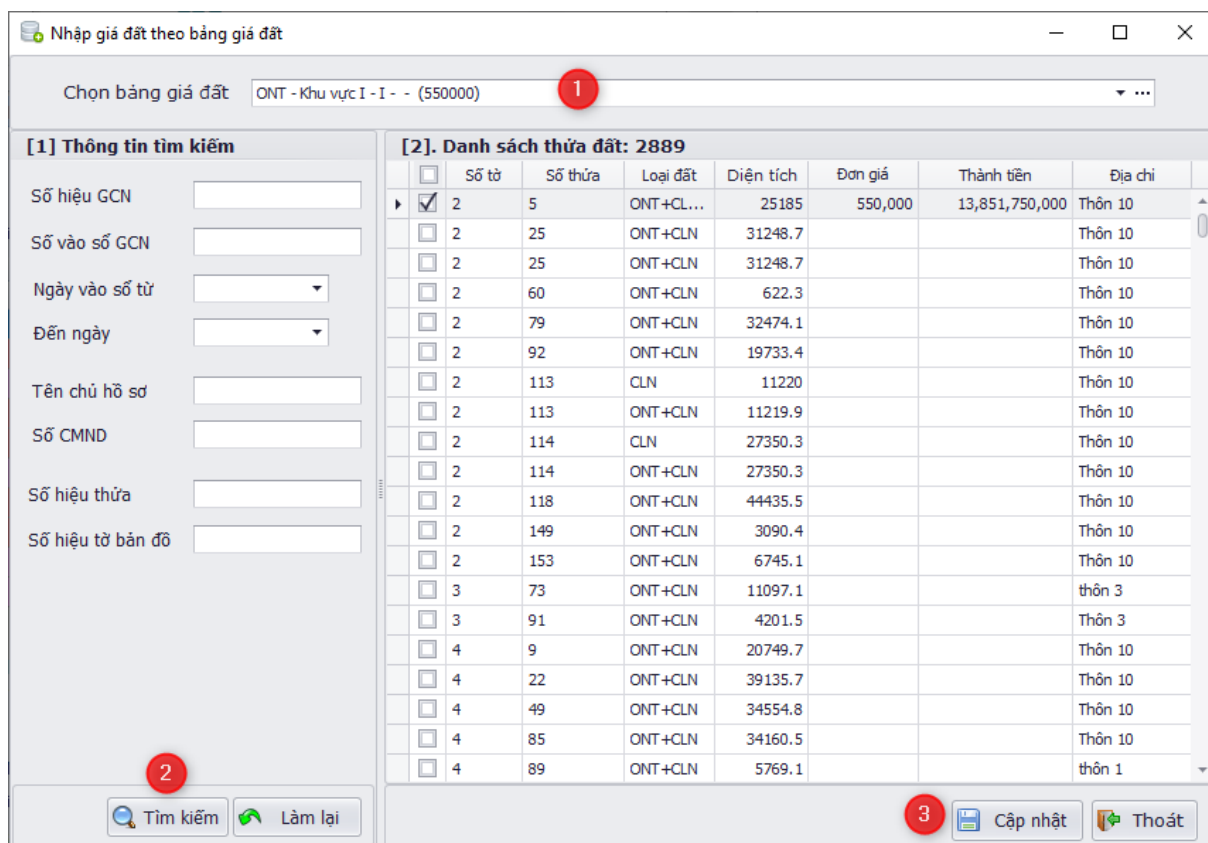 Nhập giá đất theo bảng giá đất
Chọn bảng giá đất ONT - Khu vực I - I - - (550000) 1
[1] Thông tin tìm kiếm
Số hiệu GCN
Số vào sổ GCN
Ngày vào sổ từ
Đến ngày
Tên chủ hồ sơ
Số CMND
Số hiệu thửa
Số hiệu tờ bản đồ
2
Tìm kiếm Làm lại
[2]. Danh sách thửa đất: 2889
Số tờ Số thửa Loại đất Diện tích Đơn giá Thành tiền Địa chỉ
2 5 ONT+CL... 25185 550,000 13,851,750,000 Thôn 10
2 25 ONT+CLN 31248.7 Thôn 10
2 25 ONT+CLN 31248.7 Thôn 10
2 60 ONT+CLN 622.3 Thôn 10
2 79 ONT+CLN 32474.1 Thôn 10
2 92 ONT+CLN 19733.4 Thôn 10
2 113 CLN 11220 Thôn 10
2 113 ONT+CLN 11219.9 Thôn 10
2 114 CLN 27350.3 Thôn 10
2 114 ONT+CLN 27350.3 Thôn 10
2 118 ONT+CLN 44435.5 Thôn 10
2 149 ONT+CLN 3090.4 Thôn 10
2 153 ONT+CLN 6745.1 Thôn 10
3 73 ONT+CLN 11097.1 thôn 3
3 91 ONT+CLN 4201.5 Thôn 3
4 9 ONT+CLN 20749.7 Thôn 10
4 22 ONT+CLN 39135.7 Thôn 10
4 49 ONT+CLN 34554.8 Thôn 10
4 85 ONT+CLN 34160.5 Thôn 10
4 89 ONT+CLN 5769.1 thôn 1
3 Cập nhật Thoát